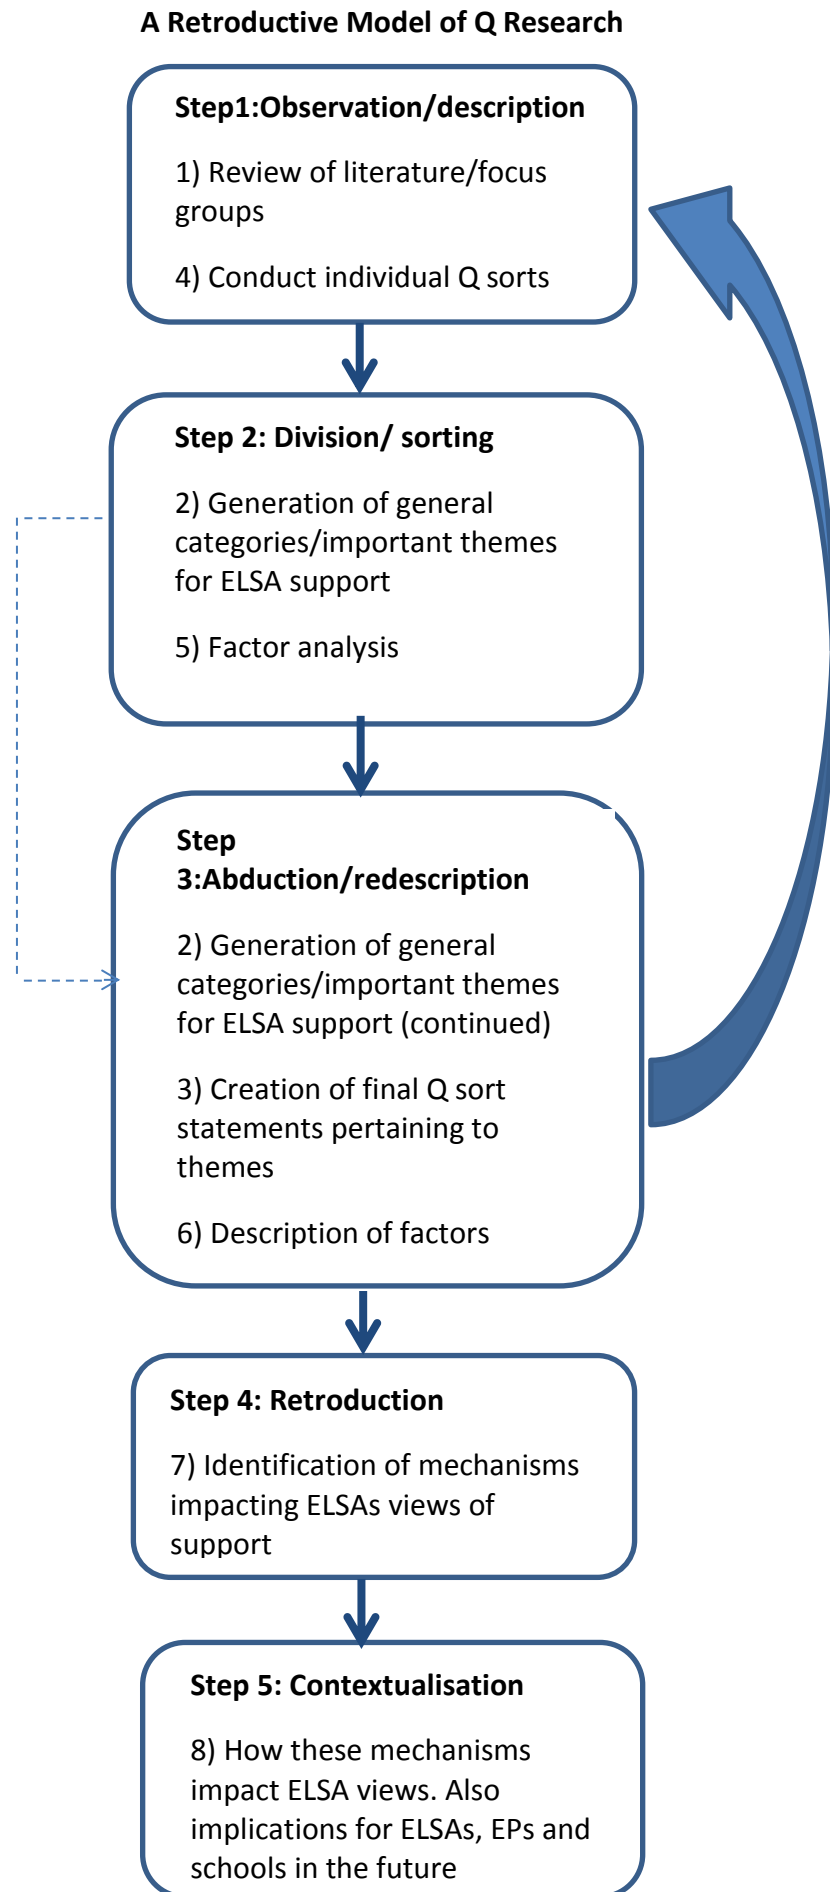 A Retroductive Model of Q Research
Step1:Observation/description
1) Review of literature/focus
groups
4) Conduct individual Q sorts
Step 2: Division/ sorting
2) Generation of general
categories/important themes
for ELSA support
5) Factor analysis
Step
3:Abduction/redescription
2) Generation of general
categories/important themes
for ELSA support (continued)
3) Creation of final Q sort
statements pertaining to
themes
6) Description of factors
Step 4: Retroduction
7) Identification of mechanisms
impacting ELSAs views of
support
Step 5: Contextualisation
8) How these mechanisms
impact ELSA views. Also
implications for ELSAs, EPs and
schools in the future